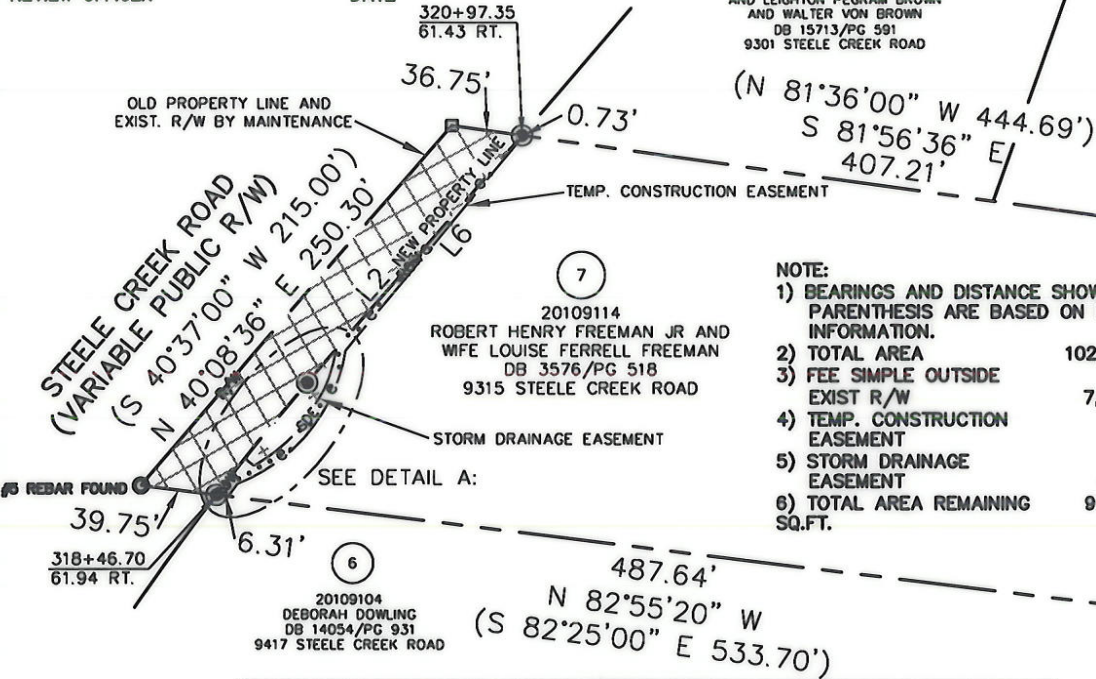 320+97.35
61.43 RT.
AND WALTER VON BROWN
DB 15713/PG 591
9301 STEELE CREEK ROAD
36.75'
0.73'
(N 81°36'00" W 444.69')
S 81°56'36" E
407.21'
OLD PROPERTY LINE AND
EXIST. R/W BY MAINTENANCE
NEW PROPERTY LINE
TEMP. CONSTRUCTION EASEMENT
L2
L6
STEELE CREEK ROAD
(VARIABLE PUBLIC R/W)
(S 40°37'00" W 215.00')
N 40°08'36" E 250.30'
7
20109114
ROBERT HENRY FREEMAN JR AND
WIFE LOUISE FERRELL FREEMAN
DB 3576/PG 518
9315 STEELE CREEK ROAD
NOTE:
1) BEARINGS AND DISTANCE SHOW
PARENTHESIS ARE BASED ON
INFORMATION.
2) TOTAL AREA 102
3) FEE SIMPLE OUTSIDE
EXIST R/W 7,
4) TEMP. CONSTRUCTION
EASEMENT
5) STORM DRAINAGE
EASEMENT
6) TOTAL AREA REMAINING 9
SQ.FT.
SDE
STORM DRAINAGE EASEMENT
SEE DETAIL A:
#5 REBAR FOUND
39.75'
318+46.70
61.94 RT.
6.31'
6
20109104
DEBORAH DOWLING
DB 14054/PG 931
9417 STEELE CREEK ROAD
487.64'
N 82°55'20" W
(S 82°25'00" E 533.70')